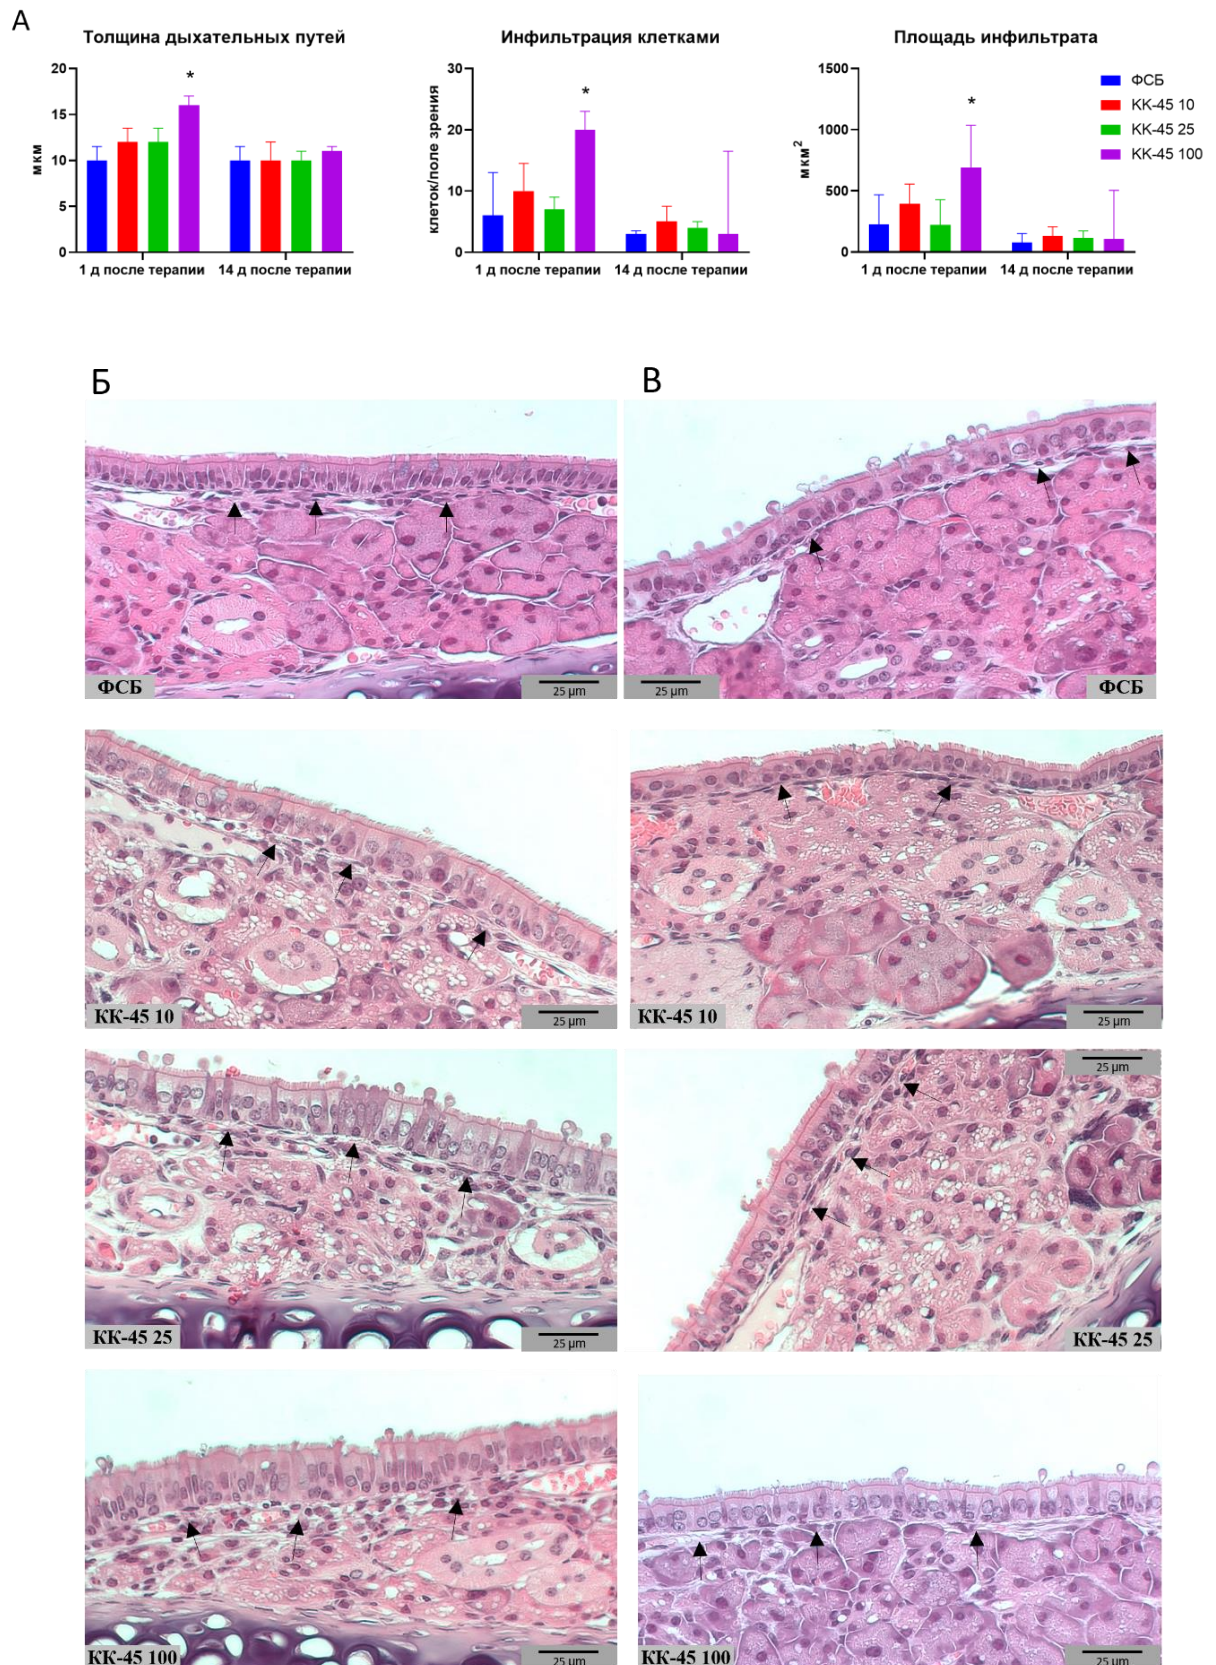 А
Толщина дыхательных путей
мкм
20
15
10
5
0
*
1 д после терапии
14 д после терапии
Инфильтрация клетками
клеток/поле зрения
30
20
10
0
*
1 д после терапии
14 д после терапии
Площадь инфильтрата
мкм²
1500
1000
500
0
*
1 д после терапии
14 д после терапии
ФСБ
КК-45 10
КК-45 25
КК-45 100
Б
В
ФСБ
25 µm
25 µm
ФСБ
КК-45 10
25 µm
КК-45 10
25 µm
КК-45 25
25 µm
25 µm
КК-45 25
КК-45 100
25 µm
КК-45 100
25 µm